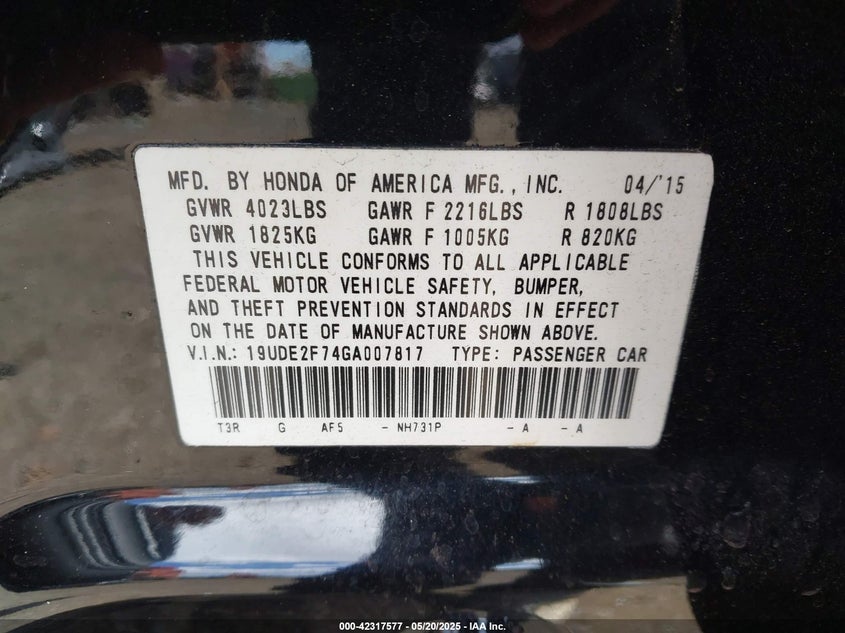 MFD. BY HONDA OF AMERICA MFG., INC. 04/'15
GVWR 4023LBS GAWR F 2216LBS R 1808LBS
GVWR 1825KG GAWR F 1005KG R 820KG
THIS VEHICLE CONFORMS TO ALL APPLICABLE
FEDERAL MOTOR VEHICLE SAFETY, BUMPER,
AND THEFT PREVENTION STANDARDS IN EFFECT
ON THE DATE OF MANUFACTURE SHOWN ABOVE.
V.I.N.: 19UDE2F74GA007817 TYPE: PASSENGER CAR
T3R G AF5 - NH731P - A - A
000-42317577 - 05/20/2025 - IAA Inc.